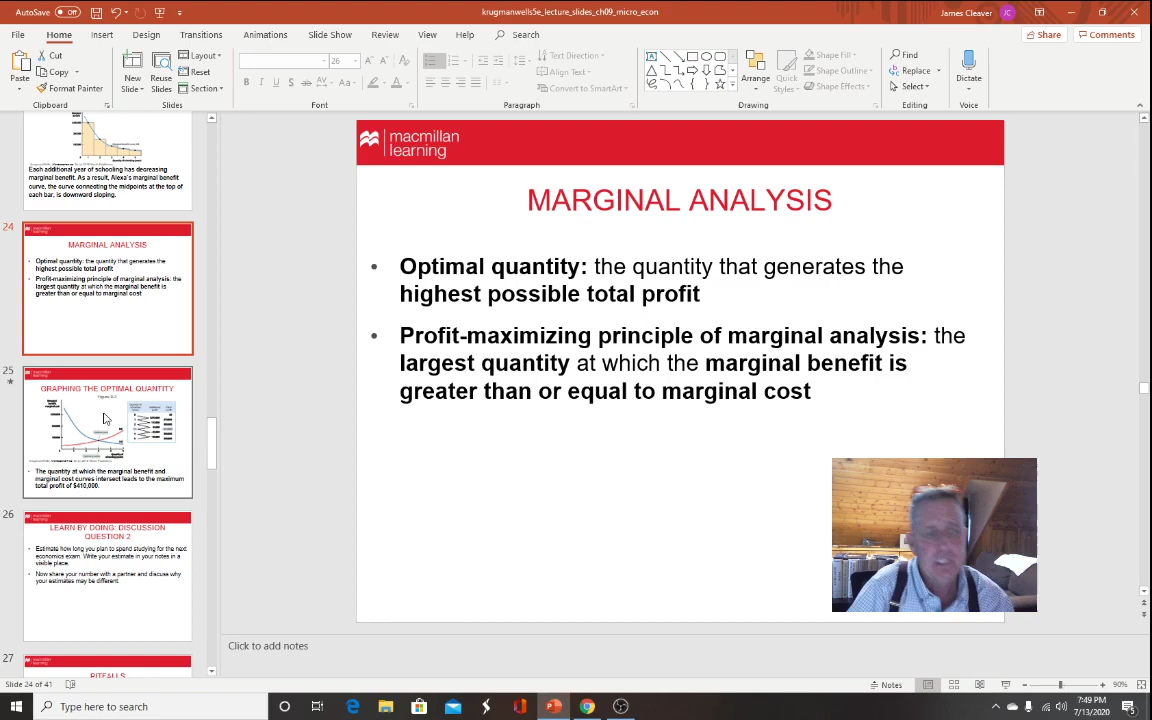 AutoSave Off
krugmanwells5e_lecture_slides_ch09_micro_econ
James Cleaver JC
File Home Insert Design Transitions Animations Slide Show Review View Help Search
Share Comments
Paste
Cut
Copy
Format Painter
Clipboard
New Slide
Reuse Slides
Layout
Reset
Section
Slides
26
Font
Text Direction
Align Text
Convert to SmartArt
Paragraph
Arrange
Quick Styles
Shape Fill
Shape Outline
Shape Effects
Drawing
Find
Replace
Select
Editing
Dictate
Voice
Each additional year of schooling has decreasing
marginal benefit. As a result, Alexa's marginal benefit
curve, the curve connecting the midpoints at the top of
each bar, is downward sloping.
24
MARGINAL ANALYSIS
Optimal quantity: the quantity that generates the
highest possible total profit
Profit-maximizing principle of marginal analysis: the
largest quantity at which the marginal benefit is
greater than or equal to marginal cost
25
GRAPHING THE OPTIMAL QUANTITY
The quantity at which the marginal benefit and
marginal cost curves intersect leads to the maximum
total profit of $410,000.
26
LEARN BY DOING: DISCUSSION
QUESTION 2
Estimate how long you plan to spend studying for the next
economics exam. Write your estimate in your notes in a
visible place.
Now share your number with a partner and discuss why
your estimates may be different.
27
PITFALLS
macmillan
learning
MARGINAL ANALYSIS
• Optimal quantity: the quantity that generates the
highest possible total profit
• Profit-maximizing principle of marginal analysis: the
largest quantity at which the marginal benefit is
greater than or equal to marginal cost
Click to add notes
Slide 24 of 41
Notes
90%
Type here to search
7:49 PM
7/13/2020
5